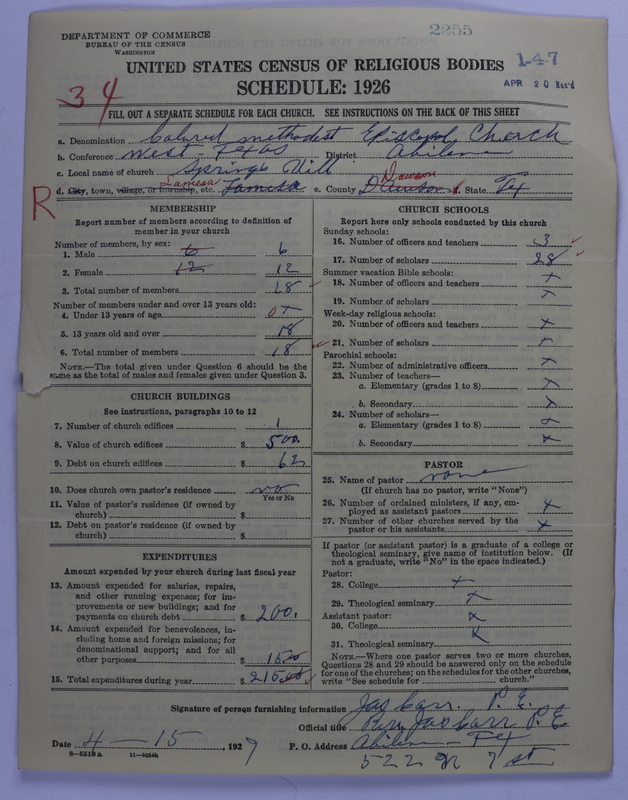 2255
DEPARTMENT OF COMMERCE
BUREAU OF THE CENSUS
WASHINGTON
1-47
APR 20 Rec'd
UNITED STATES CENSUS OF RELIGIOUS BODIES
SCHEDULE: 1926
34
FILL OUT A SEPARATE SCHEDULE FOR EACH CHURCH. SEE INSTRUCTIONS ON THE BACK OF THIS SHEET
a. Denomination Colored Methodist Episcopal Church
b. Conference West-Texas District Abilene
c. Local name of church Springs Hill
d. City, town, village, or township, etc. Lamesa Lamesa e. County Dawson Dawson f. State. Tex
R
MEMBERSHIP
Report number of members according to definition of
member in your church
Number of members, by sex:
1. Male 6 6
2. Female 12 12
3. Total number of members 18
Number of members under and over 13 years old:
4. Under 13 years of age 0 x
5. 13 years old and over 18
6. Total number of members 18
NOTE.—The total given under Question 6 should be the
same as the total of males and females given under Question 3.
CHURCH BUILDINGS
See instructions, paragraphs 10 to 12
7. Number of church edifices 1
8. Value of church edifices $ 500.
9. Debt on church edifices $ 62
10. Does church own pastor's residence no
Yes or No
11. Value of pastor's residence (if owned by
church) $
12. Debt on pastor's residence (if owned by
church) $
EXPENDITURES
Amount expended by your church during last fiscal year
13. Amount expended for salaries, repairs,
and other running expenses; for im-
provements or new buildings; and for
payments on church debt $ 200.
14. Amount expended for benevolences, in-
cluding home and foreign missions; for
denominational support; and for all
other purposes $ 15.00
15. Total expenditures during year $ 215.00
CHURCH SCHOOLS
Report here only schools conducted by this church
Sunday schools:
16. Number of officers and teachers 3
17. Number of scholars 28
Summer vacation Bible schools:
18. Number of officers and teachers x
19. Number of scholars x
Week-day religious schools:
20. Number of officers and teachers x
21. Number of scholars x
Parochial schools:
22. Number of administrative officers x
23. Number of teachers—
a. Elementary (grades 1 to 8) x
b. Secondary x
24. Number of scholars—
a. Elementary (grades 1 to 8) x
b. Secondary x
PASTOR
25. Name of pastor none
(If church has no pastor, write "None")
26. Number of ordained ministers, if any, em-
ployed as assistant pastors x
27. Number of other churches served by the
pastor or his assistants x
If pastor (or assistant pastor) is a graduate of a college or
theological seminary, give name of institution below. (If
not a graduate, write "No" in the space indicated.)
Pastor:
28. College x
29. Theological seminary x
Assistant pastor:
30. College x
31. Theological seminary x
NOTE.—Where one pastor serves two or more churches,
Questions 28 and 29 should be answered only on the schedule
for one of the churches; on the schedules for the other churches,
write "See schedule for church."
Signature of person furnishing information Jas Carr. P. E.
Official title Rev Jas Carr P E
Date 4-15, 1927 P. O. Address Abilene-Tex
S-5519a
522 N 7 st